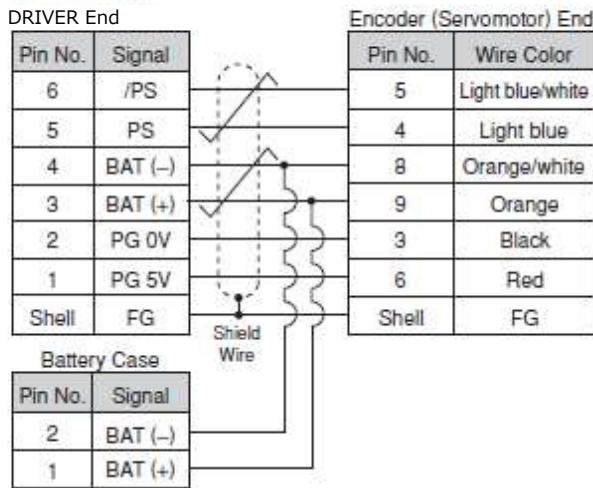 DRIVER End Encoder (Servomotor) End
Pin No. Signal Pin No. Wire Color
6 /PS 5 Light blue/white
5 PS 4 Light blue
4 BAT (–) 8 Orange/white
3 BAT (+) 9 Orange
2 PG 0V 3 Black
1 PG 5V 6 Red
Shell FG Shell FG
Shield
Wire
Battery Case
Pin No. Signal
2 BAT (–)
1 BAT (+)